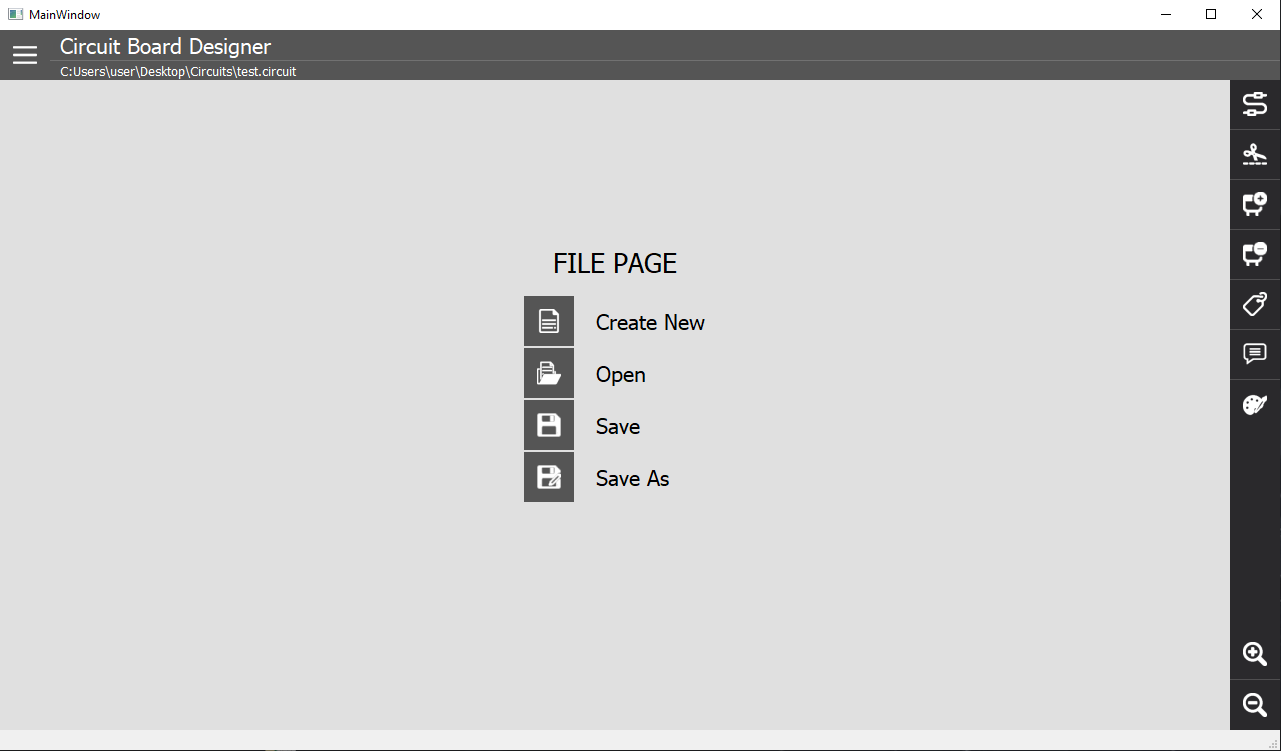 MainWindow
Circuit Board Designer
C:Users\user\Desktop\Circuits\test.circuit
FILE PAGE
Create New
Open
Save
Save As